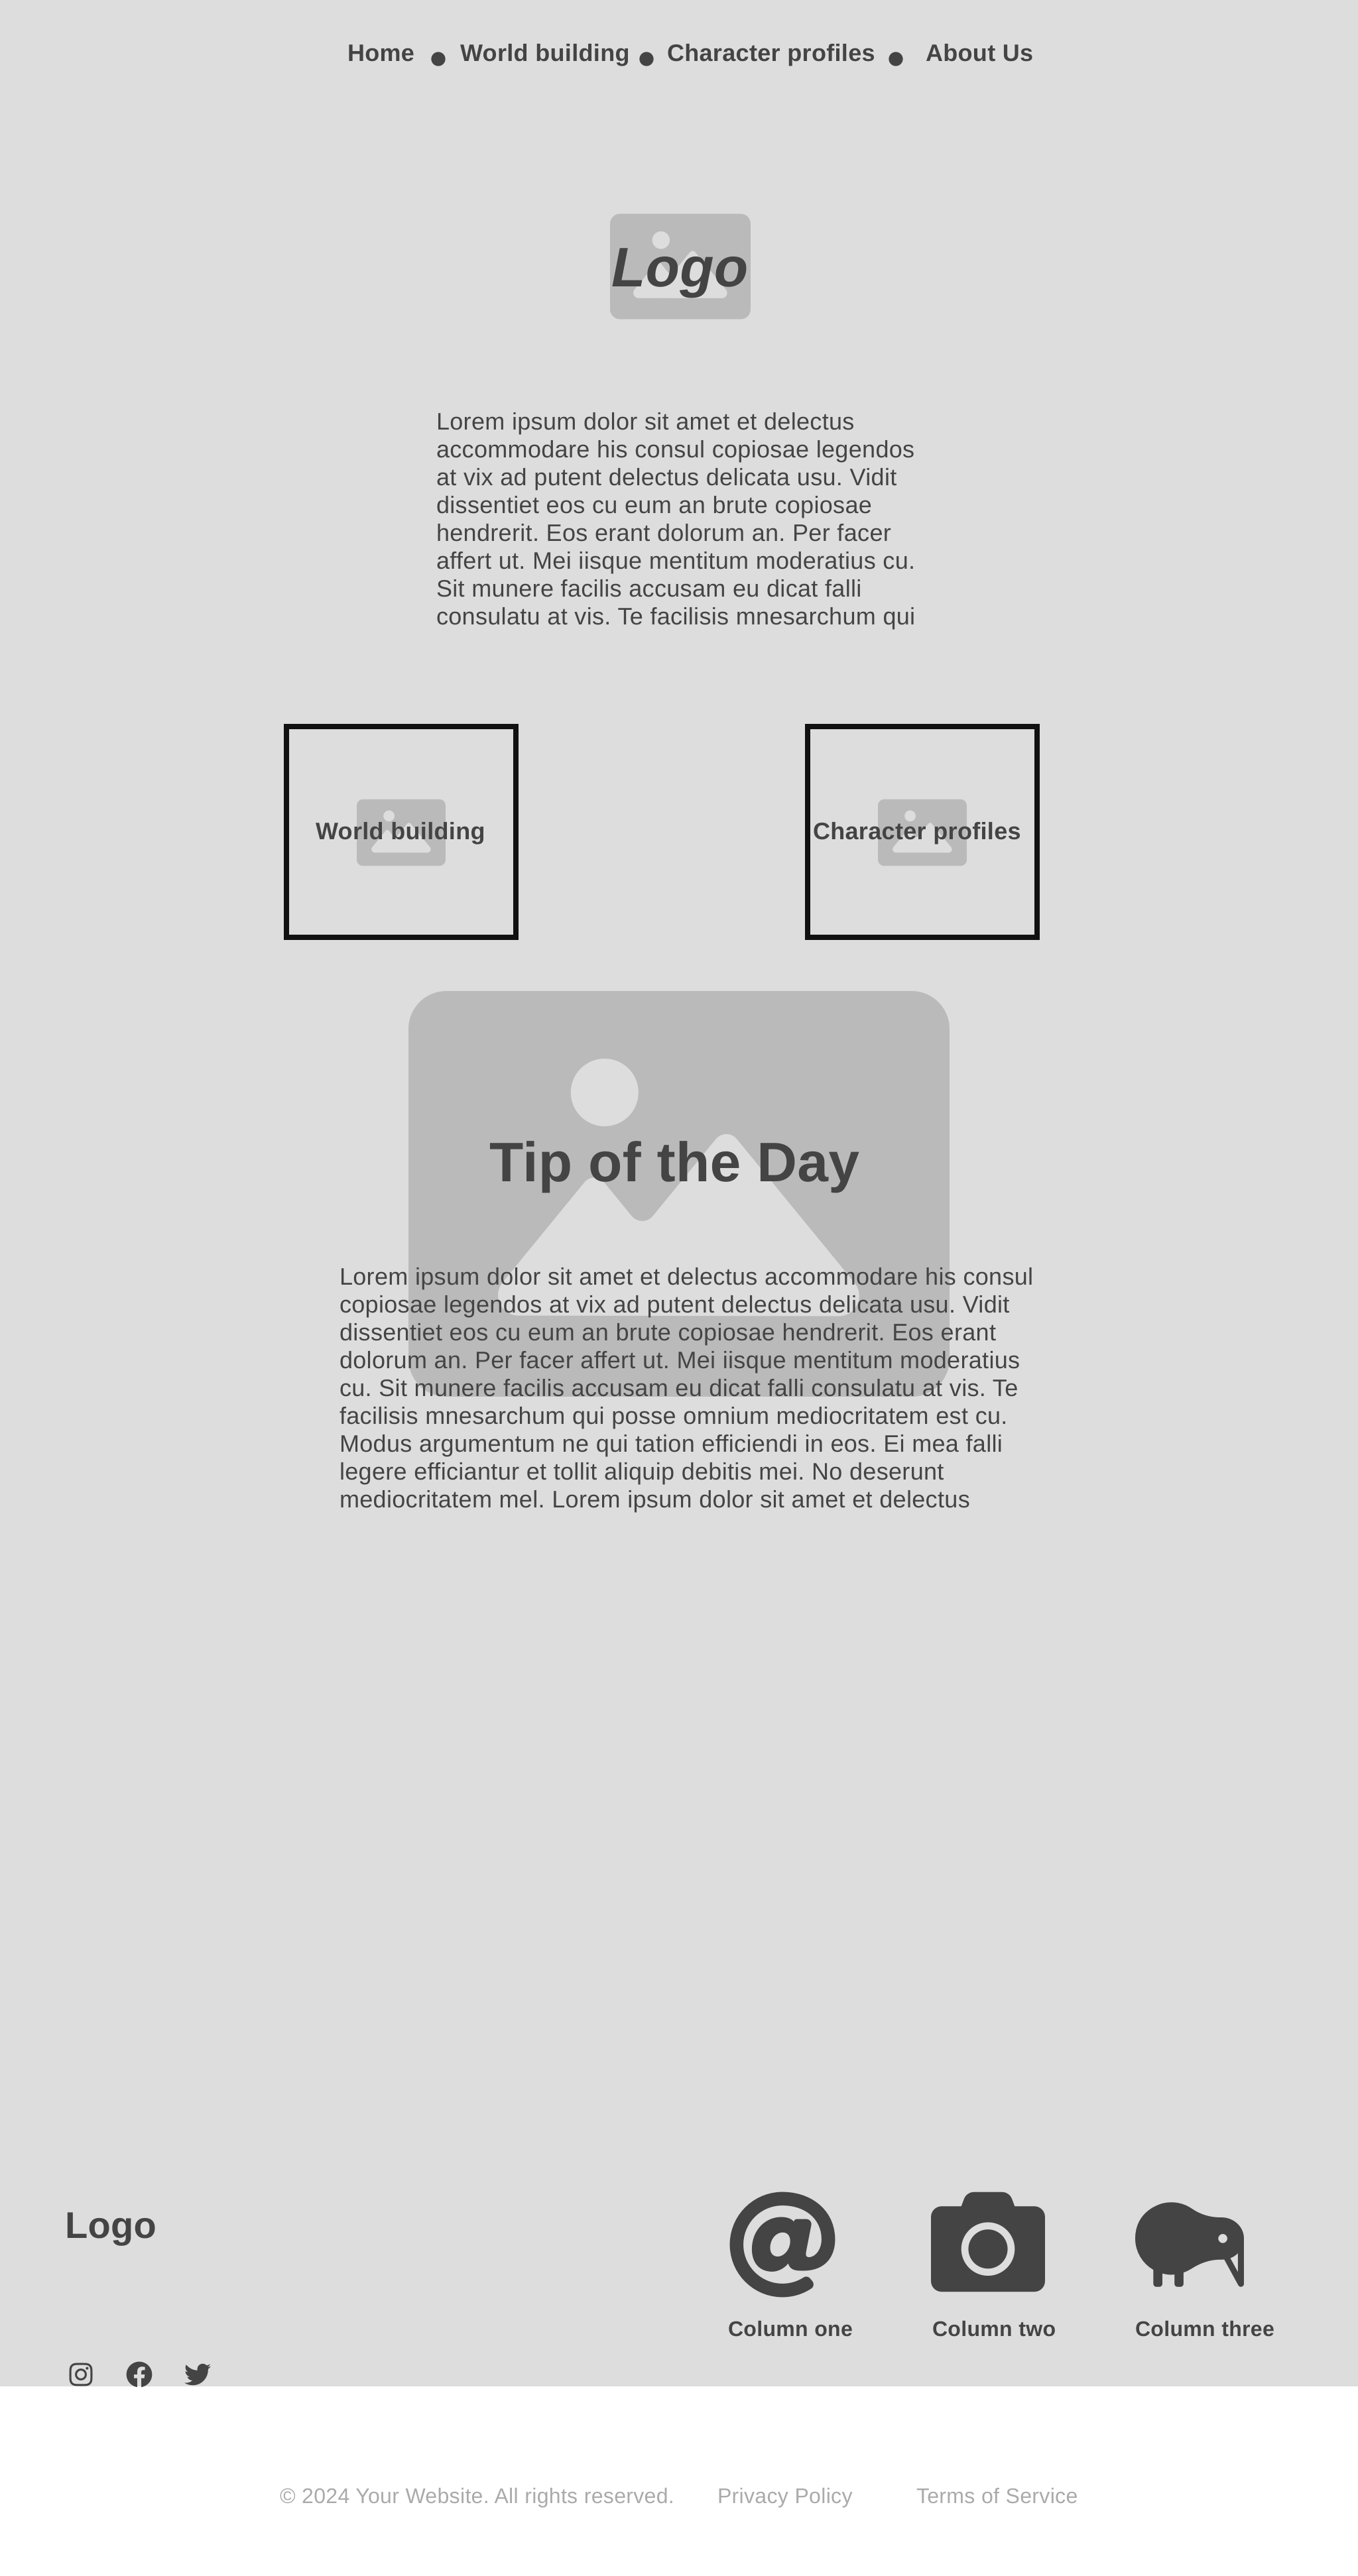 Home ● World building ● Character profiles ● About Us
Logo
Lorem ipsum dolor sit amet et delectus
accommodare his consul copiosae legendos
at vix ad putent delectus delicata usu. Vidit
dissentiet eos cu eum an brute copiosae
hendrerit. Eos erant dolorum an. Per facer
affert ut. Mei iisque mentitum moderatius cu.
Sit munere facilis accusam eu dicat falli
consulatu at vis. Te facilisis mnesarchum qui
World building
Character profiles
Tip of the Day
Lorem ipsum dolor sit amet et delectus accommodare his consul
copiosae legendos at vix ad putent delectus delicata usu. Vidit
dissentiet eos cu eum an brute copiosae hendrerit. Eos erant
dolorum an. Per facer affert ut. Mei iisque mentitum moderatius
cu. Sit munere facilis accusam eu dicat falli consulatu at vis. Te
facilisis mnesarchum qui posse omnium mediocritatem est cu.
Modus argumentum ne qui tation efficiendi in eos. Ei mea falli
legere efficiantur et tollit aliquip debitis mei. No deserunt
mediocritatem mel. Lorem ipsum dolor sit amet et delectus
Logo
@
Column one
Column two
Column three
© 2024 Your Website. All rights reserved.
Privacy Policy
Terms of Service